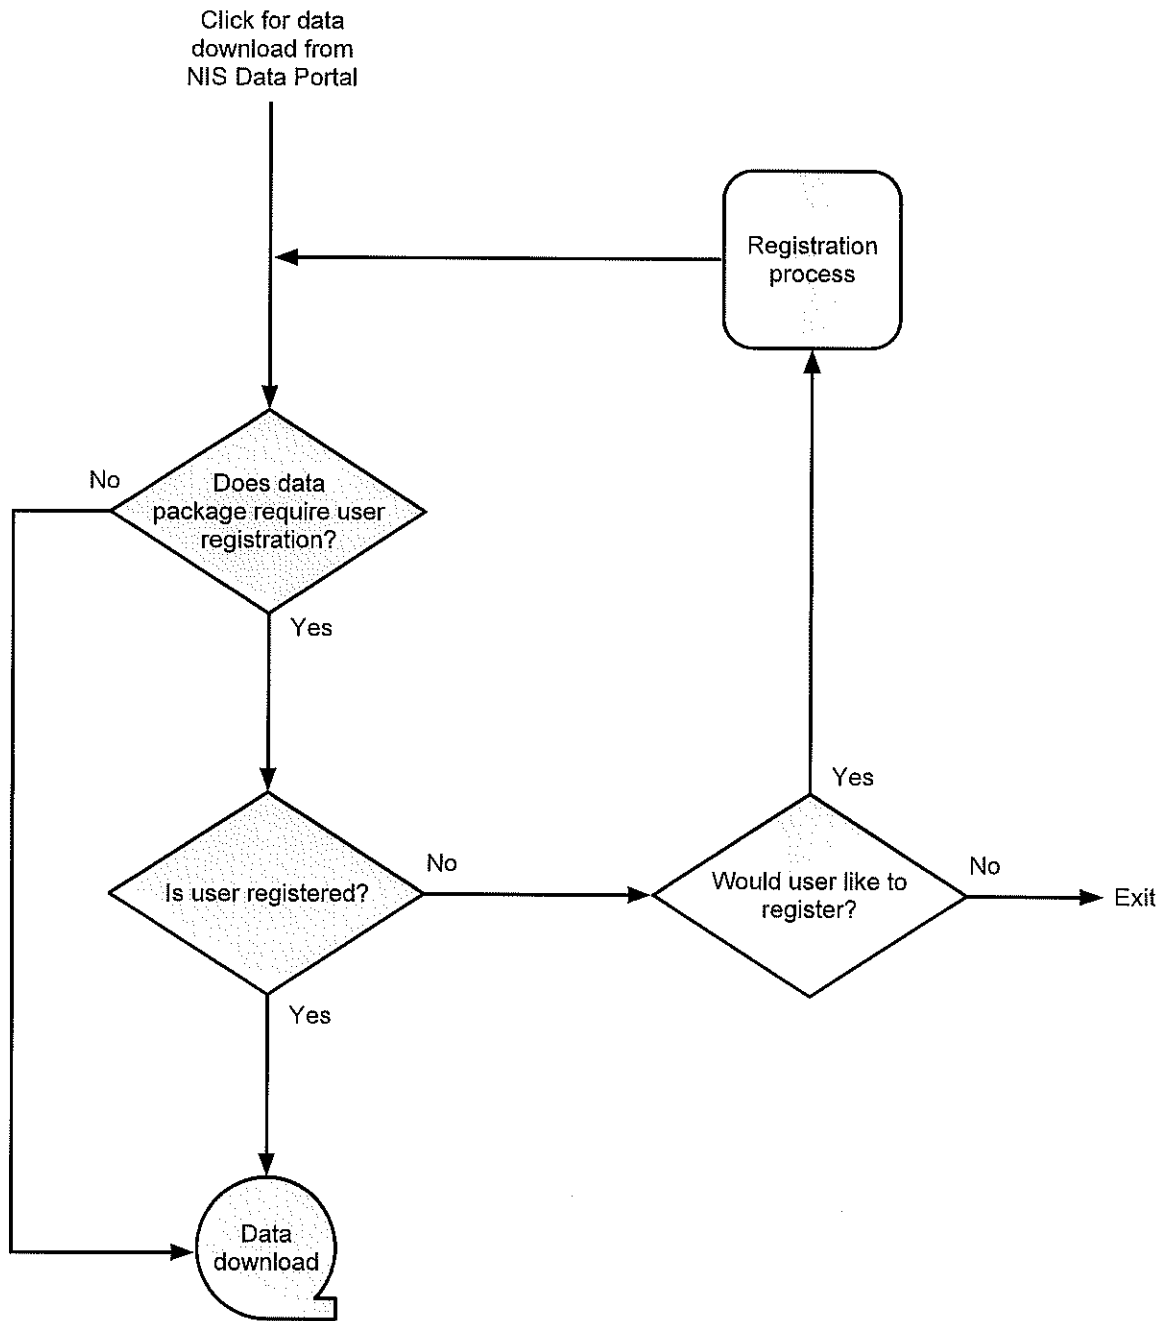 Click for data
download from
NIS Data Portal
Registration
process
No
Does data
package require user
registration?
Yes
Yes
No
No
Is user registered?
Would user like to
register?
Exit
Yes
Data
download